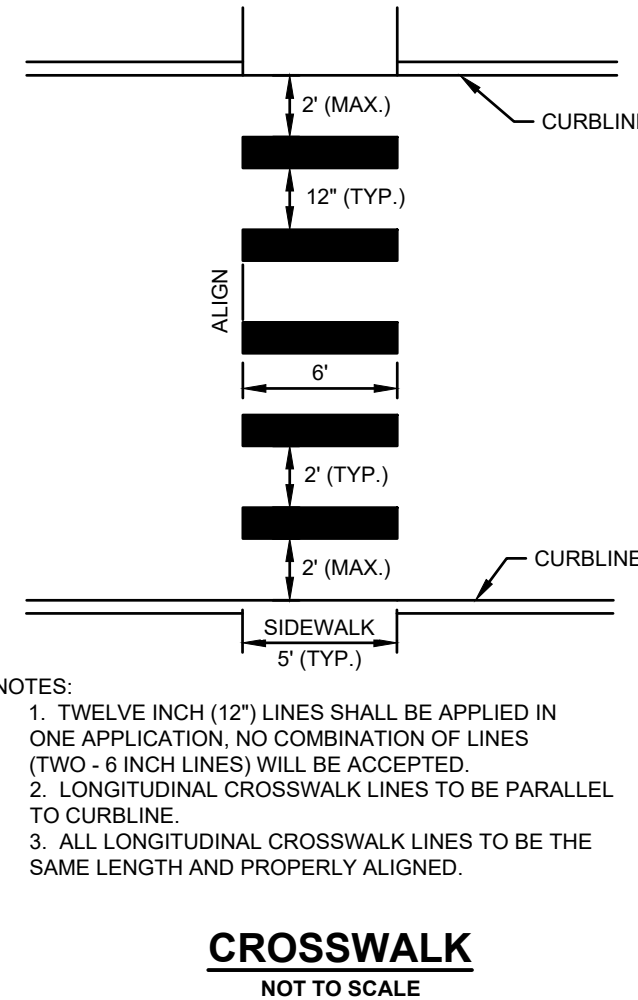 2' (MAX.)
CURBLINE
12" (TYP.)
ALIGN
6'
2' (TYP.)
2' (MAX.)
CURBLINE
SIDEWALK
5' (TYP.)
NOTES:
1. TWELVE INCH (12") LINES SHALL BE APPLIED IN
ONE APPLICATION, NO COMBINATION OF LINES
(TWO - 6 INCH LINES) WILL BE ACCEPTED.
2. LONGITUDINAL CROSSWALK LINES TO BE PARALLEL
TO CURBLINE.
3. ALL LONGITUDINAL CROSSWALK LINES TO BE THE
SAME LENGTH AND PROPERLY ALIGNED.
CROSSWALK
NOT TO SCALE